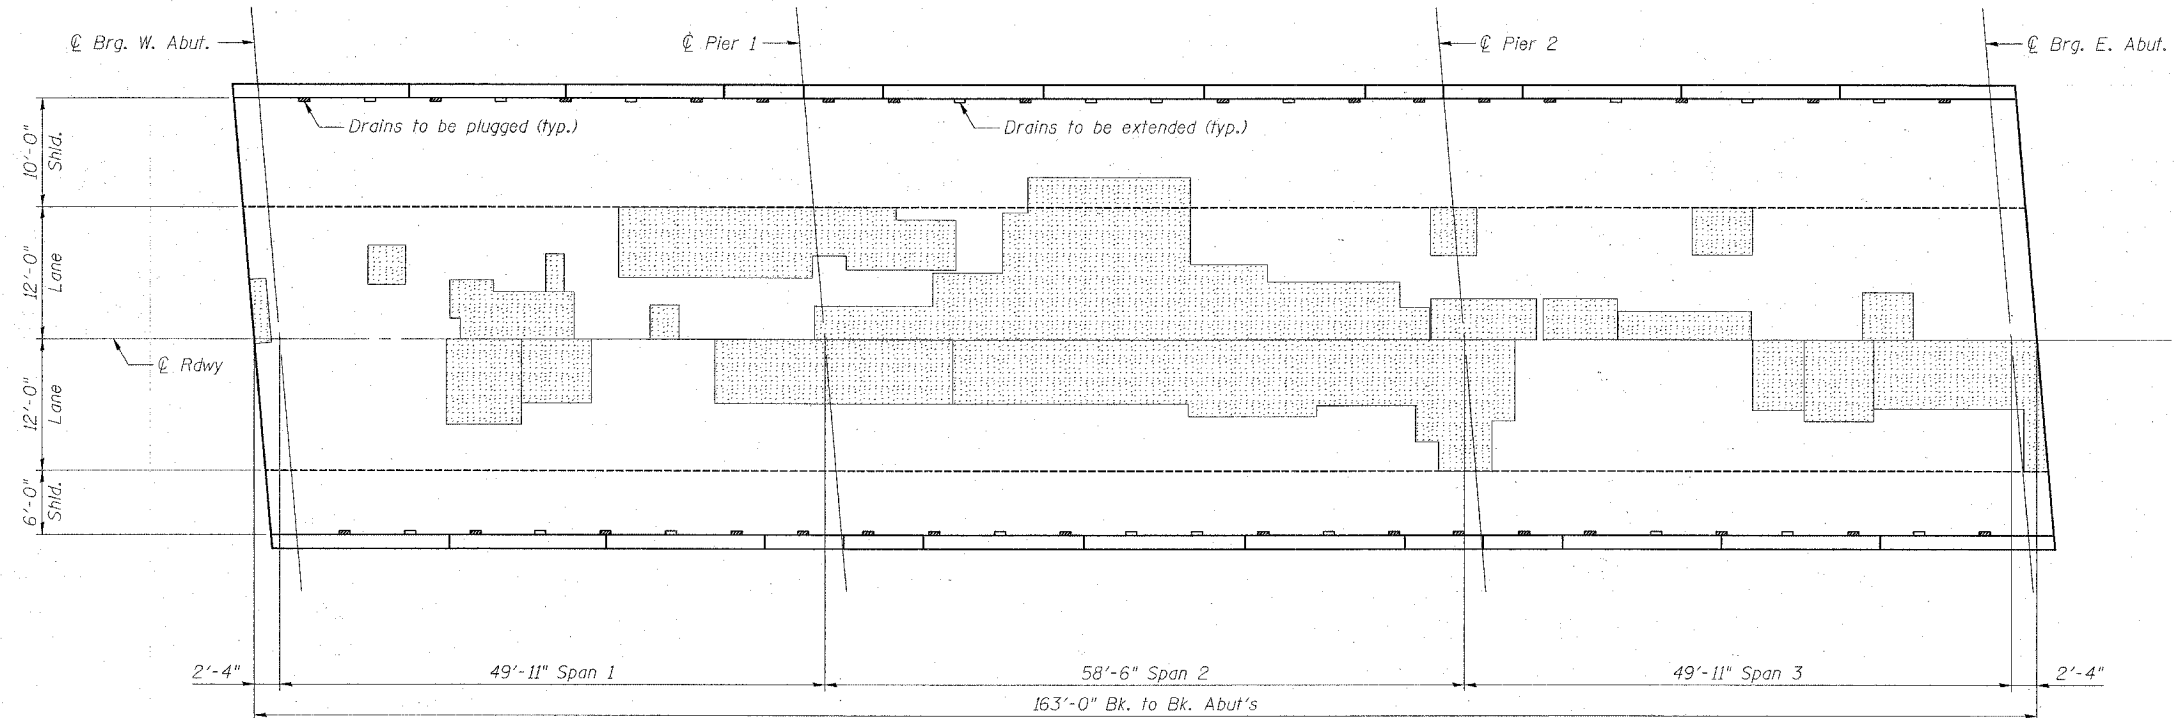 ℄ Brg. W. Abut.
℄ Pier 1
℄ Pier 2
℄ Brg. E. Abut.
Drains to be plugged (typ.)
Drains to be extended (typ.)
10'-0"
Shld.
12'-0"
Lane
℄ Rdwy
12'-0"
Lane
6'-0"
Shld.
2'-4"
49'-11" Span 1
58'-6" Span 2
49'-11" Span 3
2'-4"
163'-0" Bk. to Bk. Abut's